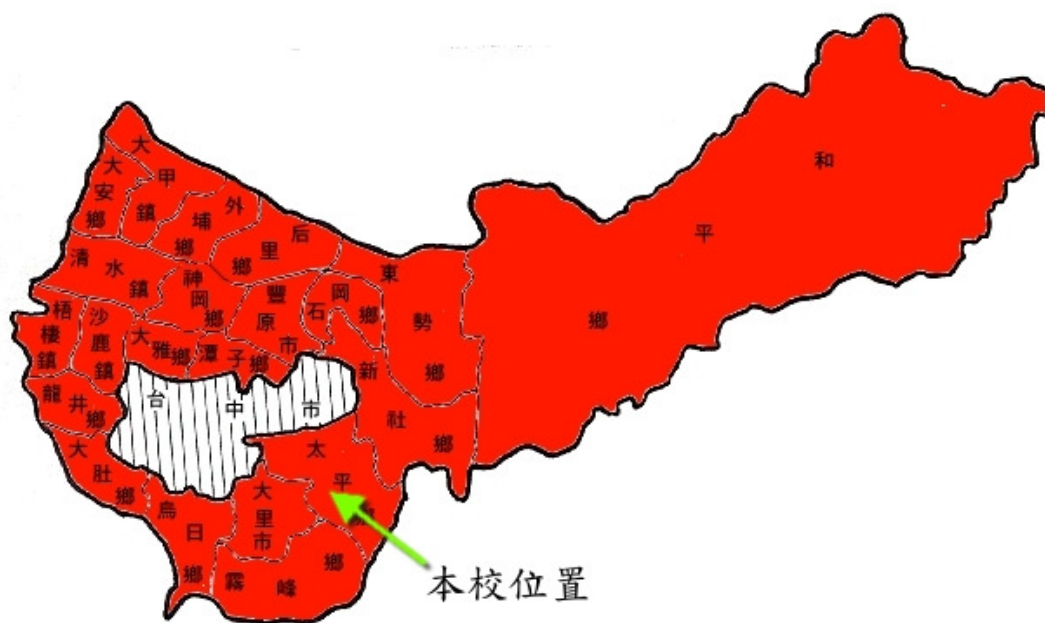 大甲鎮
大安鄉
外埔鄉
后里鄉
清水鎮
神岡鄉
豐原市
石岡鄉
東勢鄉
和平鄉
梧棲鎮
沙鹿鎮
大雅鄉
潭子鄉
新社鄉
龍井鄉
台中市
大肚鄉
烏日鄉
大里市
太平
霧峰鄉
本校位置